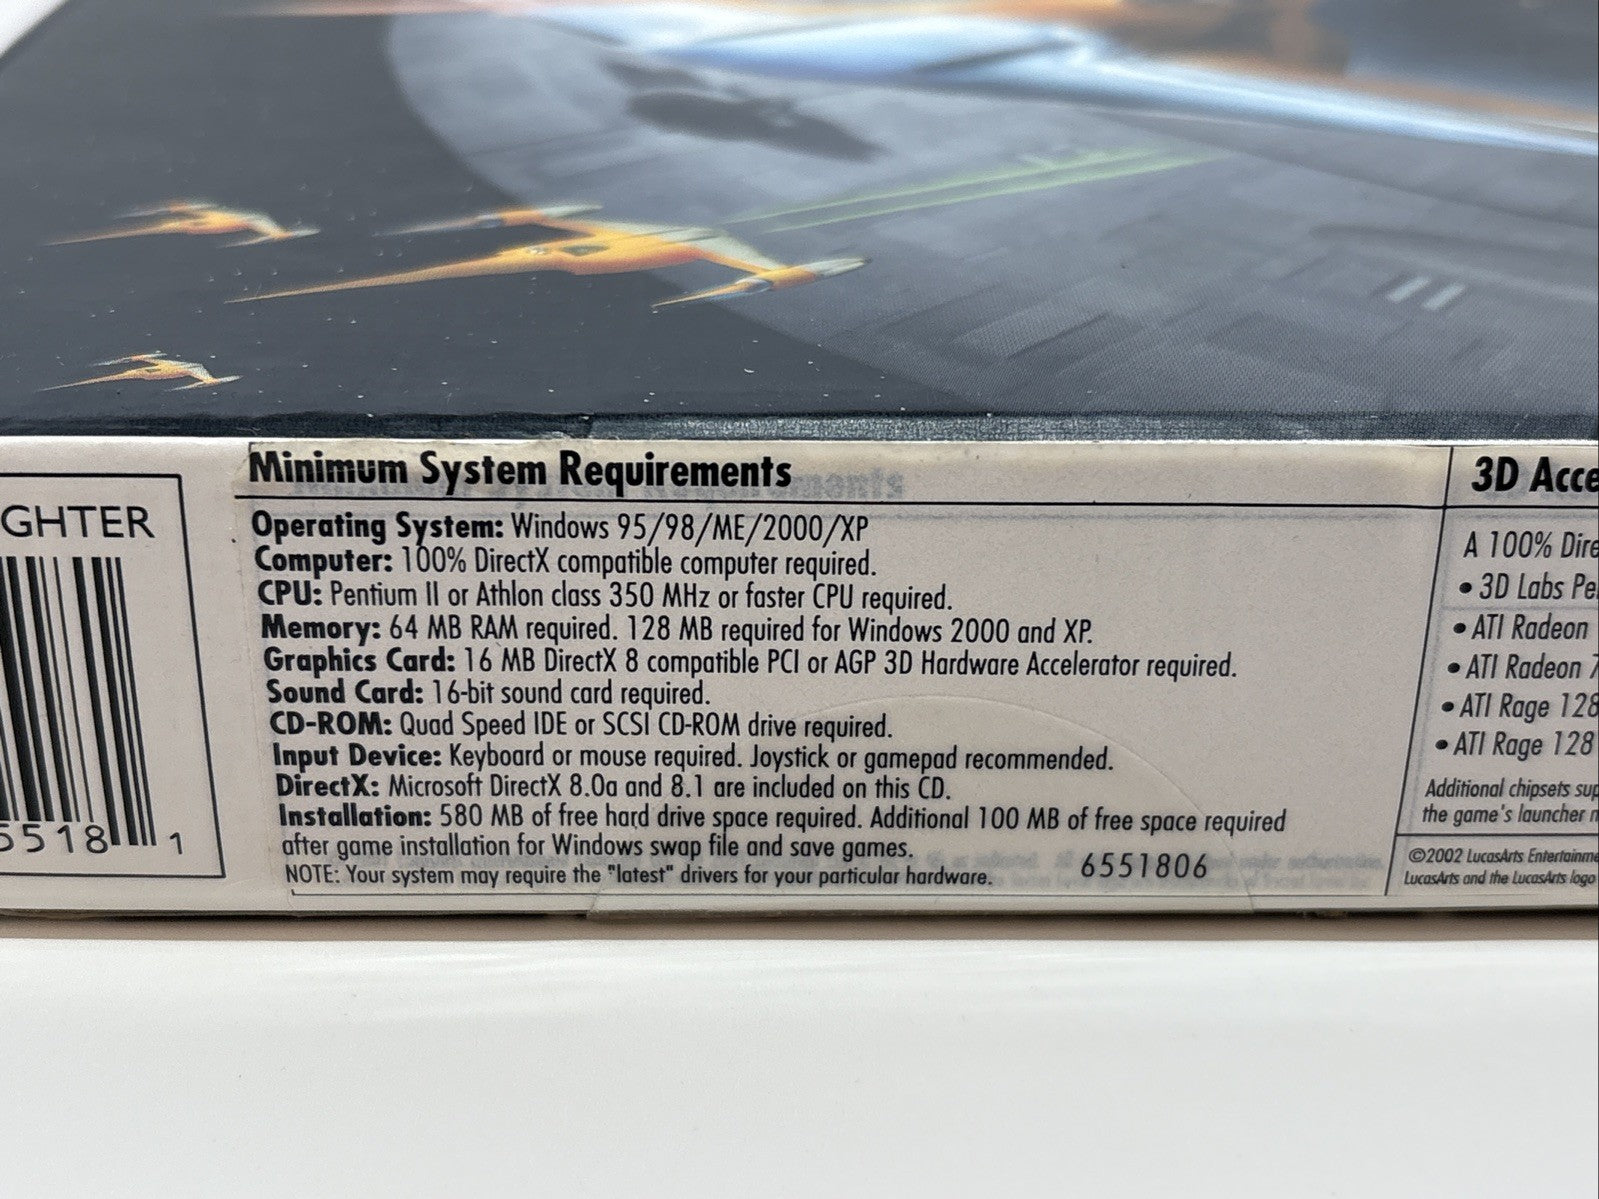 GHTER
5518 1
Minimum System Requirements
Operating System: Windows 95/98/ME/2000/XP
Computer: 100% DirectX compatible computer required.
CPU: Pentium II or Athlon class 350 MHz or faster CPU required.
Memory: 64 MB RAM required. 128 MB required for Windows 2000 and XP.
Graphics Card: 16 MB DirectX 8 compatible PCI or AGP 3D Hardware Accelerator required.
Sound Card: 16-bit sound card required.
CD-ROM: Quad Speed IDE or SCSI CD-ROM drive required.
Input Device: Keyboard or mouse required. Joystick or gamepad recommended.
DirectX: Microsoft DirectX 8.0a and 8.1 are included on this CD.
Installation: 580 MB of free hard drive space required. Additional 100 MB of free space required
after game installation for Windows swap file and save games.
NOTE: Your system may require the "latest" drivers for your particular hardware.
6551806
3D Acce
A 100% Dire
• 3D Labs Pe
• ATI Radeon
• ATI Radeon 7
• ATI Rage 128
• ATI Rage 128
Additional chipsets sup
the game's launcher
©2002 LucasArts Entertainme
LucasArts and the LucasArts logo